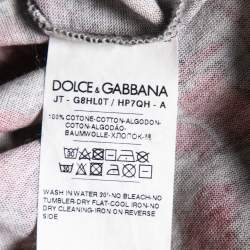 DOLCE & GABBANA
JT - G8HL0T / HP7QH - A
100% COTONE-COTTON-ALGODON-
COTON-ALGODÃO-
BAUMWOLLE-ХЛОПОК-棉
WASH IN WATER 30°-NO BLEACH-NO
TUMBLER-DRY FLAT-COOL IRON-NO
DRY CLEANING-IRON ON REVERSE
SIDE